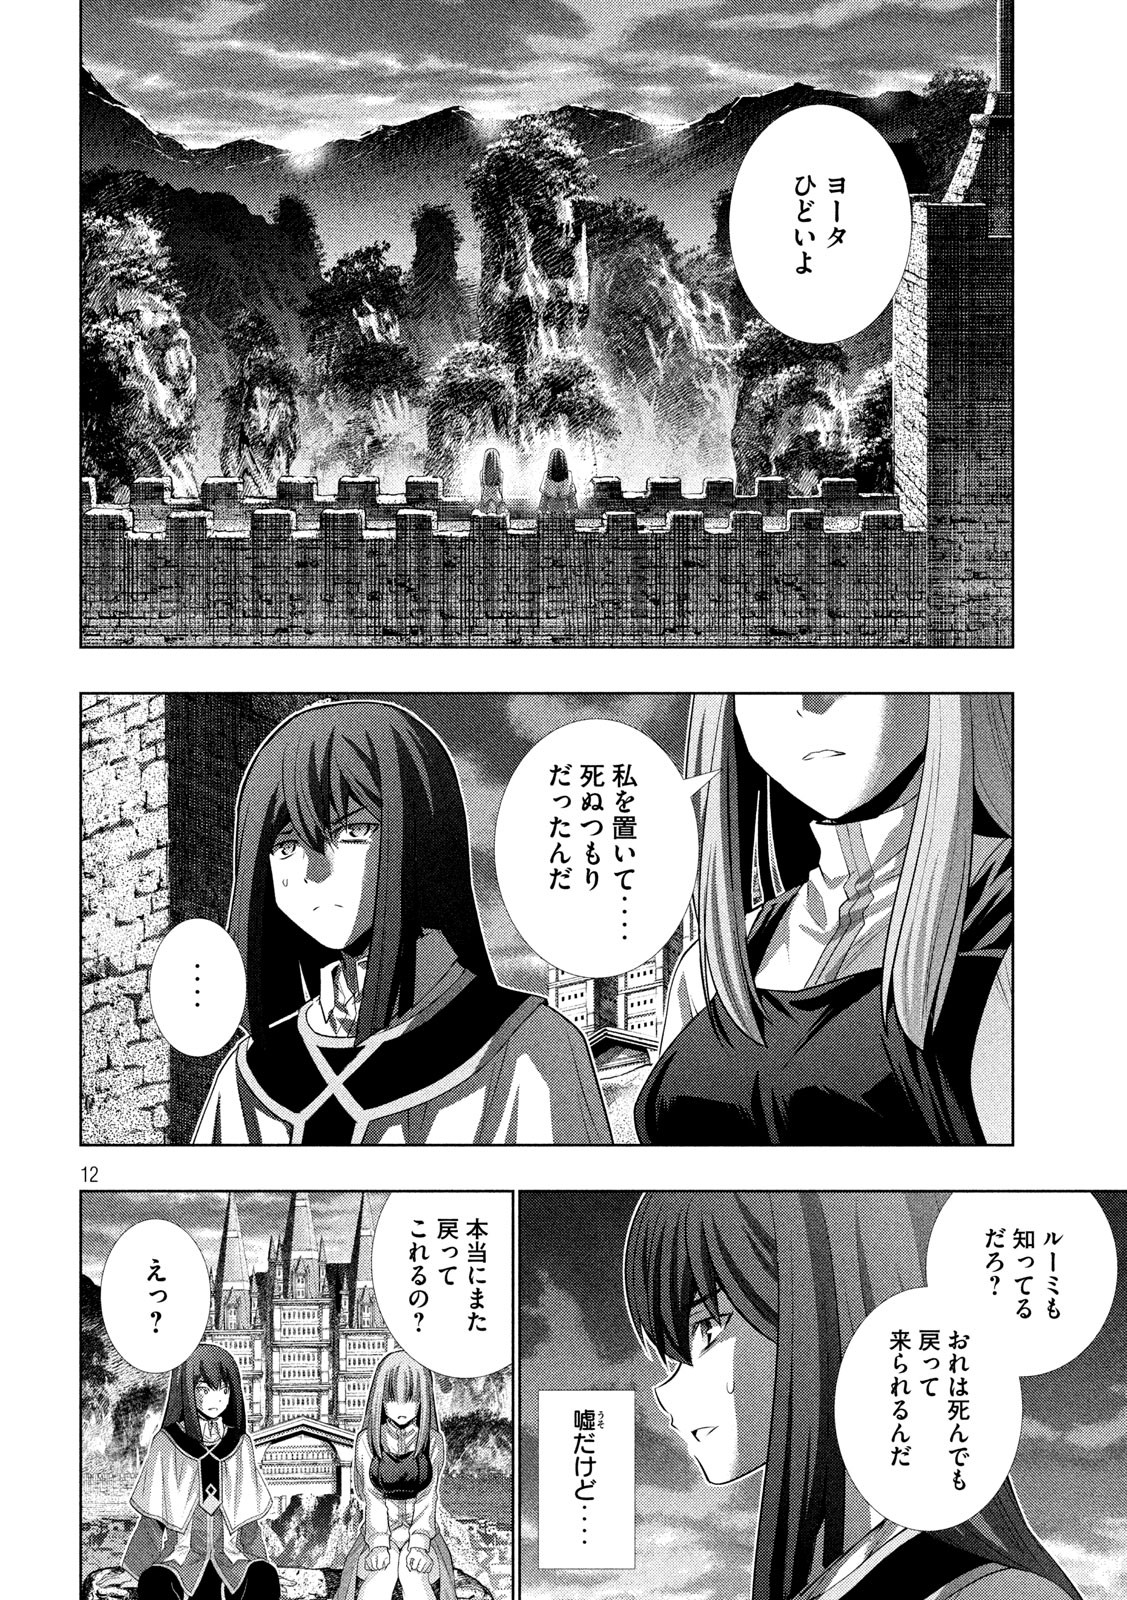 ヨータ
ひどいよ
私を置いて‥‥
死ぬつもり
だったんだ
‥‥
12
ルーミも
知ってる
だろ？
おれは死んでも
戻って
来られるんだ
嘘だけど‥‥
うそ
本当にまた
戻って
これるの？
えっ？